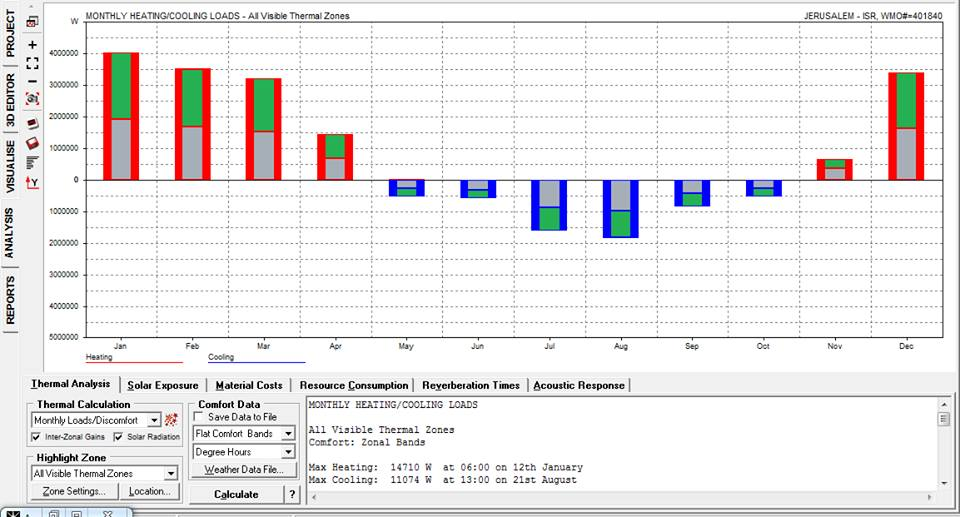 PROJECT
3D EDITOR
VISUALISE
ANALYSIS
REPORTS
W MONTHLY HEATING/COOLING LOADS - All Visible Thermal Zones JERUSALEM - ISR, WMO#=401840
4000000
3000000
2000000
1000000
0
1000000
2000000
3000000
4000000
5000000
Jan Feb Mar Apr May Jun Jul Aug Sep Oct Nov Dec
Heating Cooling
Thermal Analysis Solar Exposure Material Costs Resource Consumption Reverberation Times Acoustic Response
Thermal Calculation
Monthly Loads/Discomfort
Inter-Zonal Gains Solar Radiation
Highlight Zone
All Visible Thermal Zones
Zone Settings... Location...
Comfort Data
Save Data to File
Flat Comfort Bands
Degree Hours
Weather Data File...
Calculate ?
MONTHLY HEATING/COOLING LOADS
All Visible Thermal Zones
Comfort: Zonal Bands
Max Heating: 14710 W at 06:00 on 12th January
Max Cooling: 11074 W at 13:00 on 21st August